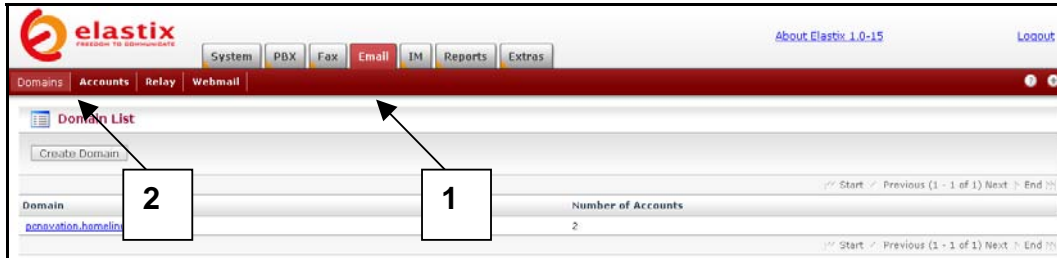 elastix
FREEDOM TO COMMUNICATE
System PBX Fax Email IM Reports Extras
About Elastix 1.0-15
Logout
Domains Accounts Relay Webmail
Domain List
Create Domain
2
1
Start Previous (1 - 1 of 1) Next End
Domain Number of Accounts
2
Start Previous (1 - 1 of 1) Next End